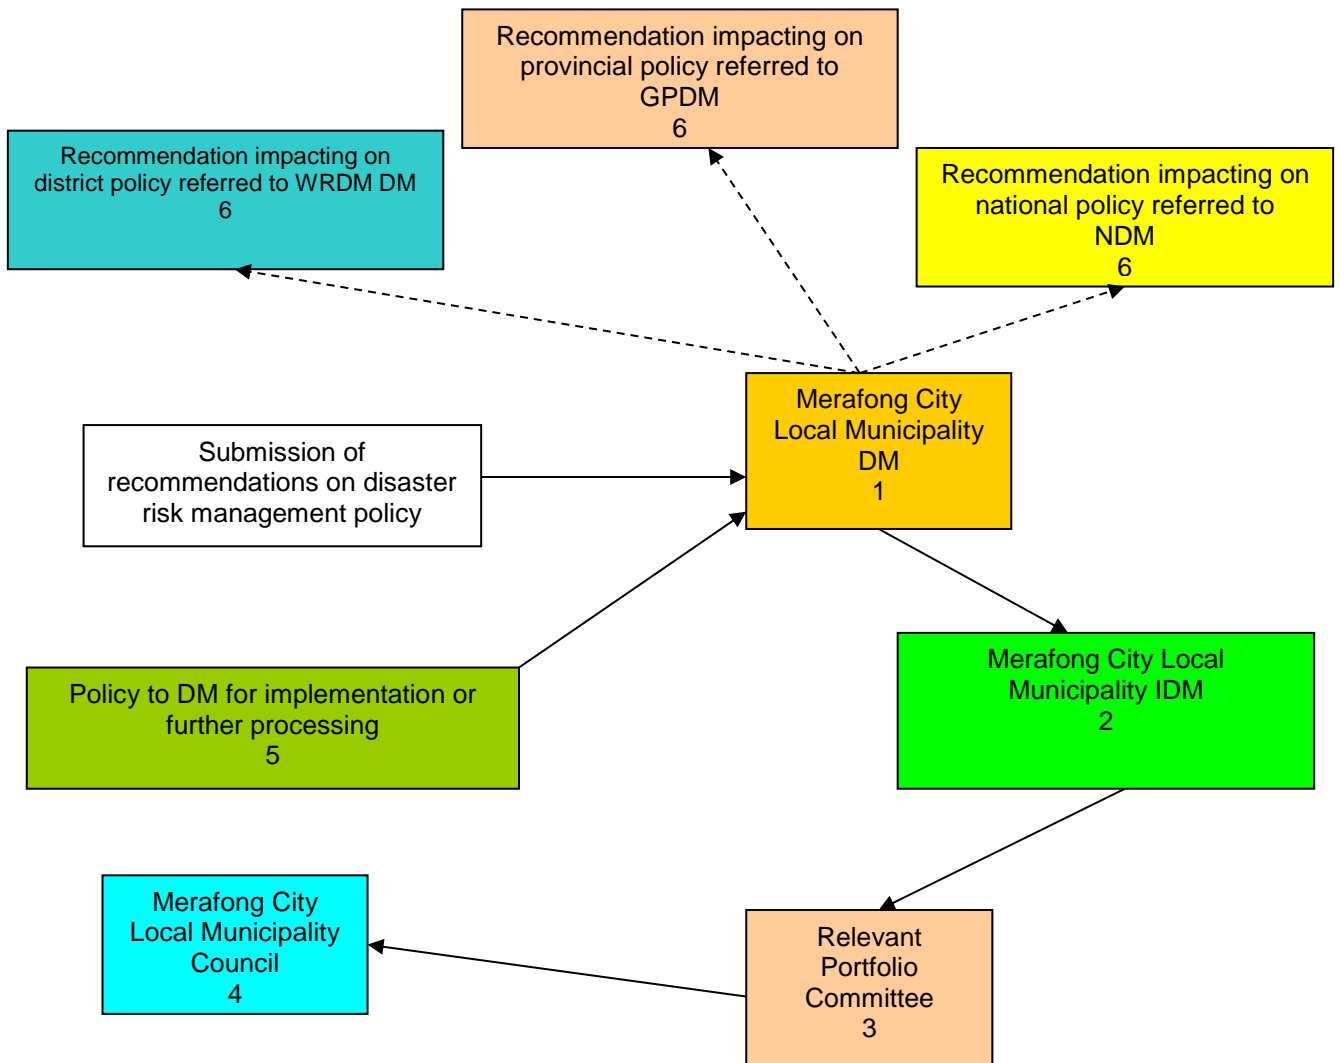 Recommendation impacting on
provincial policy referred to
GPDM
6
Recommendation impacting on
district policy referred to WRDM DM
6
Recommendation impacting on
national policy referred to
NDM
6
Merafong City
Local Municipality
DM
1
Submission of
recommendations on disaster
risk management policy
Merafong City Local
Municipality IDM
2
Policy to DM for implementation or
further processing
5
Merafong City
Local Municipality
Council
4
Relevant
Portfolio
Committee
3